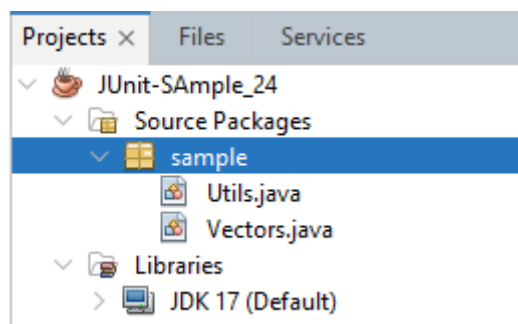 Projects × Files Services
JUnit-SAmple_24
Source Packages
sample
Utils.java
Vectors.java
Libraries
JDK 17 (Default)